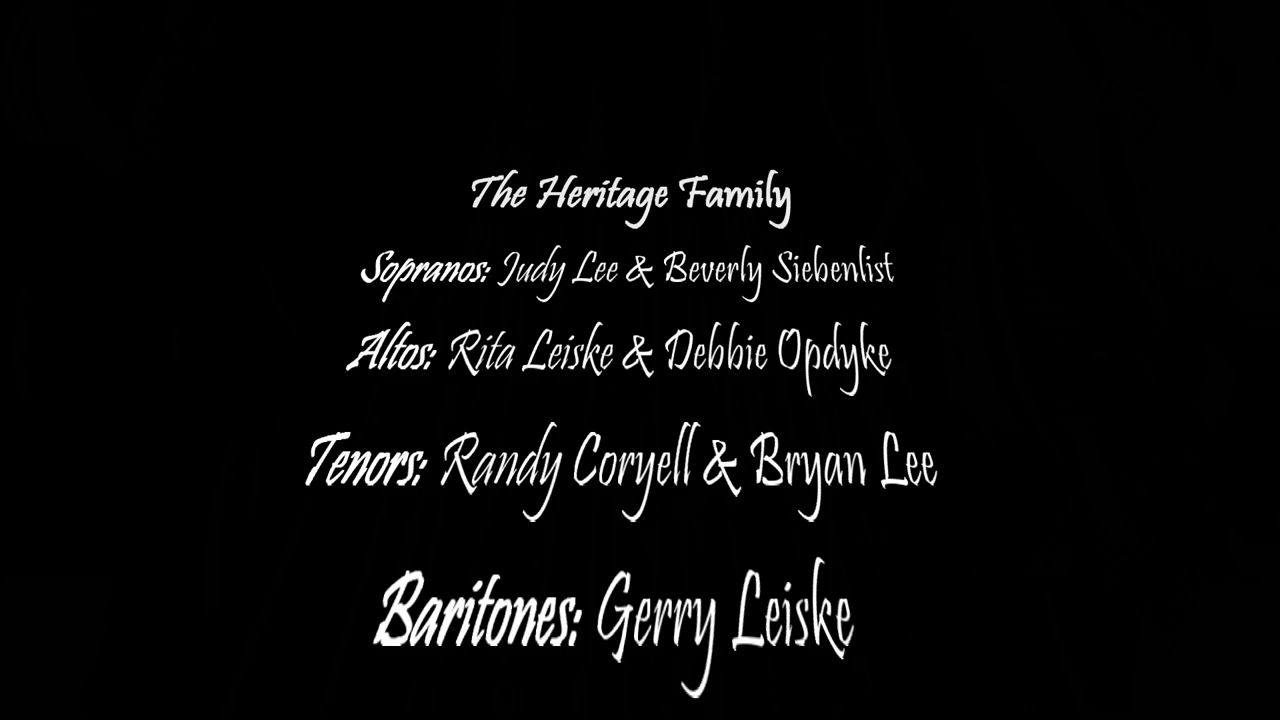 The Heritage Family
Sopranos: Judy Lee & Beverly Siebenlist
Altos: Rita Leiske & Debbie Opdyke
Tenors: Randy Coryell & Bryan Lee
Baritones: Gerry Leiske